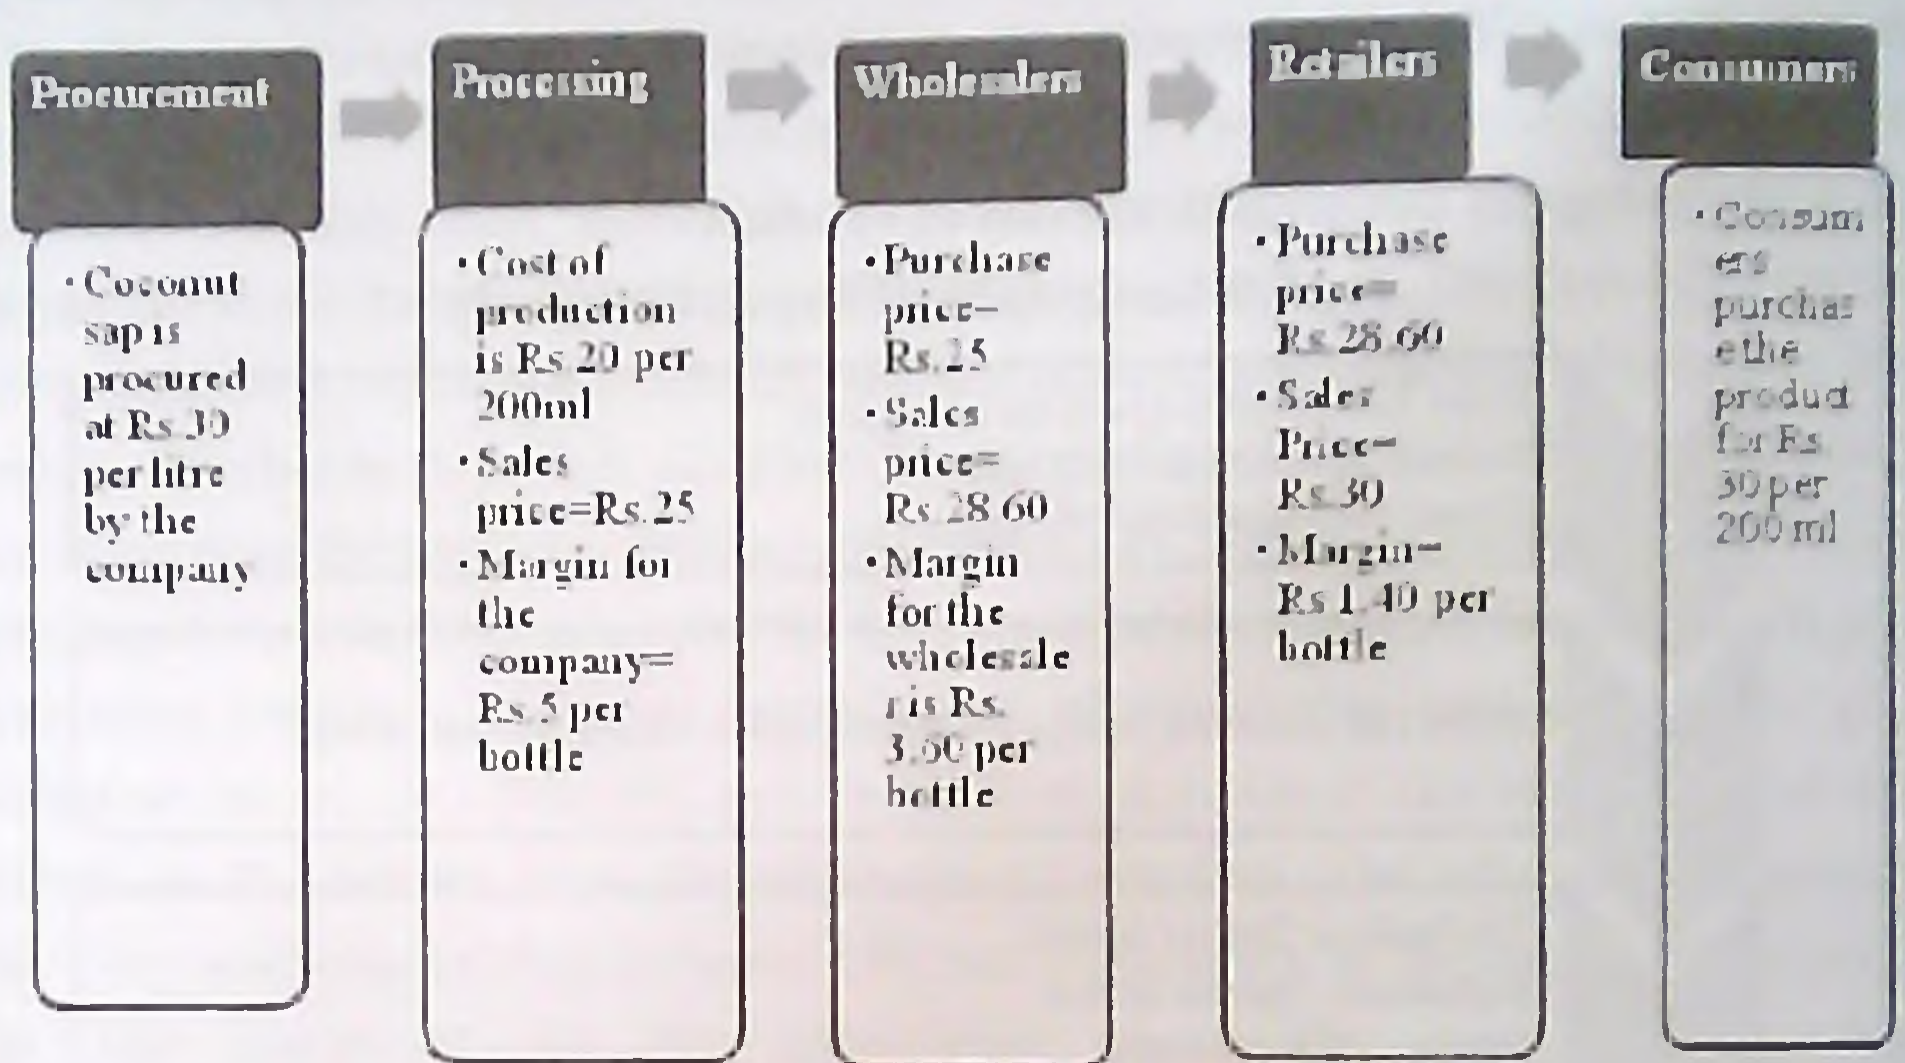 Procurement
• Coconut
sap is
procured
at Rs 30
per litre
by the
company
Processing
• Cost of
production
is Rs 20 per
200ml
• Sales
price=Rs. 25
• Margin for
the
company=
Rs 5 per
bottle
Wholesalers
• Purchase
price=
Rs. 25
• Sales
price=
Rs 28.60
• Margin
for the
wholesale
r is Rs.
3.60 per
bottle
Retailers
• Purchase
price=
Rs 28.60
• Sales
Price=
Rs 30
• Margin=
Rs 1.40 per
bottle
Consumers
• Consum
ers
purchas
e the
product
for Rs
30 per
200 ml